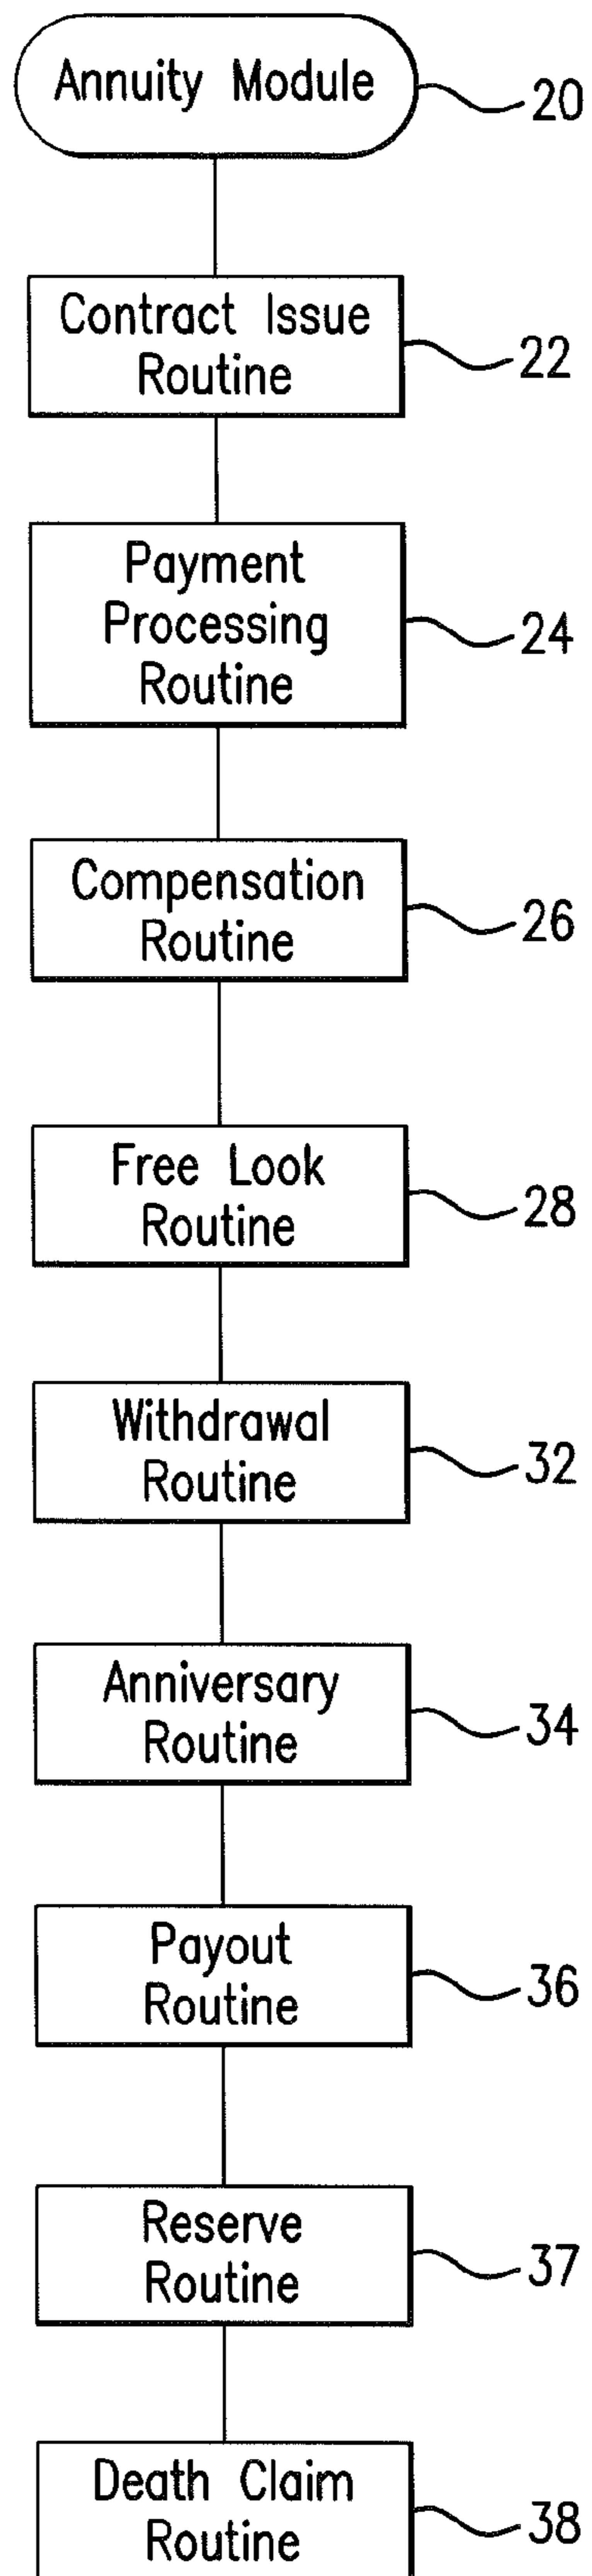 Annuity Module
20
Contract Issue
Routine
22
Payment
Processing
Routine
24
Compensation
Routine
26
Free Look
Routine
28
Withdrawal
Routine
32
Anniversary
Routine
34
Payout
Routine
36
Reserve
Routine
37
Death Claim
Routine
38